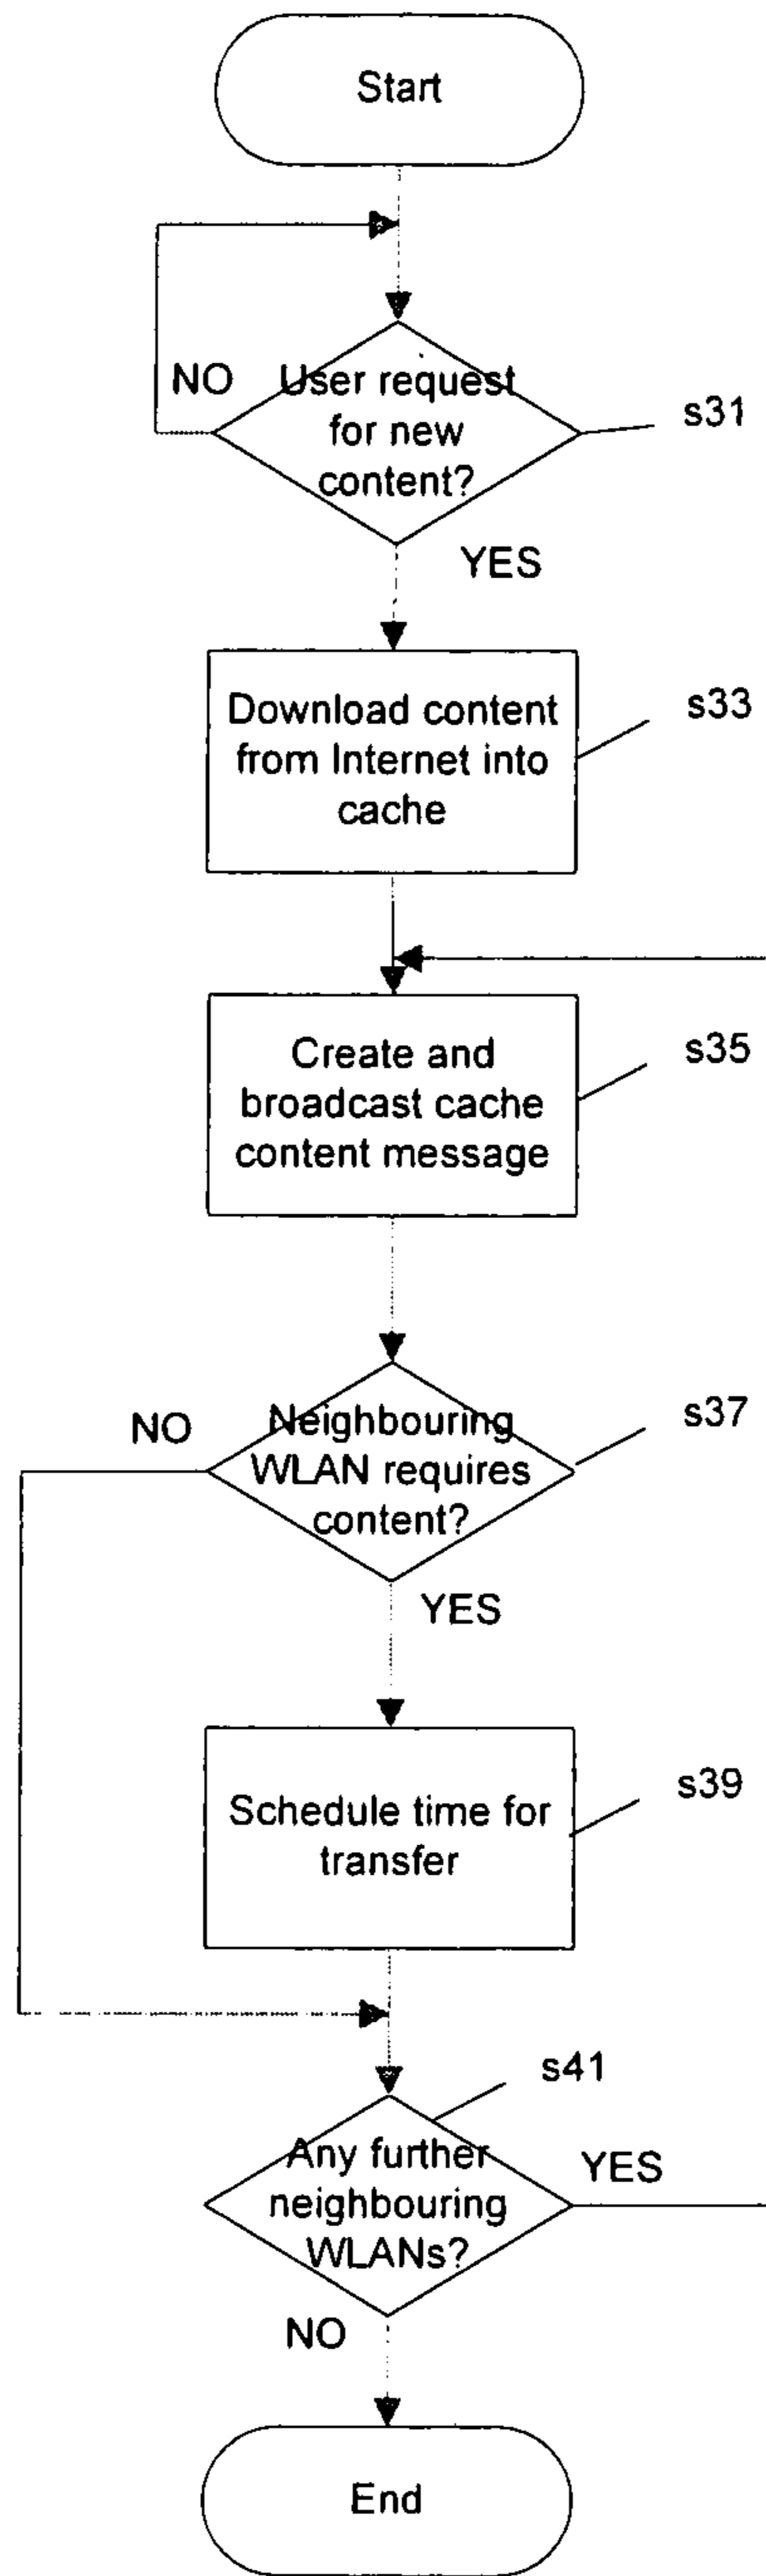 Start
NO
User request
for new
content?
s31
YES
Download content
from Internet into
cache
s33
Create and
broadcast cache
content message
s35
NO
Neighbouring
WLAN requires
content?
s37
YES
Schedule time for
transfer
s39
s41
Any further
neighbouring
WLANs?
YES
NO
End